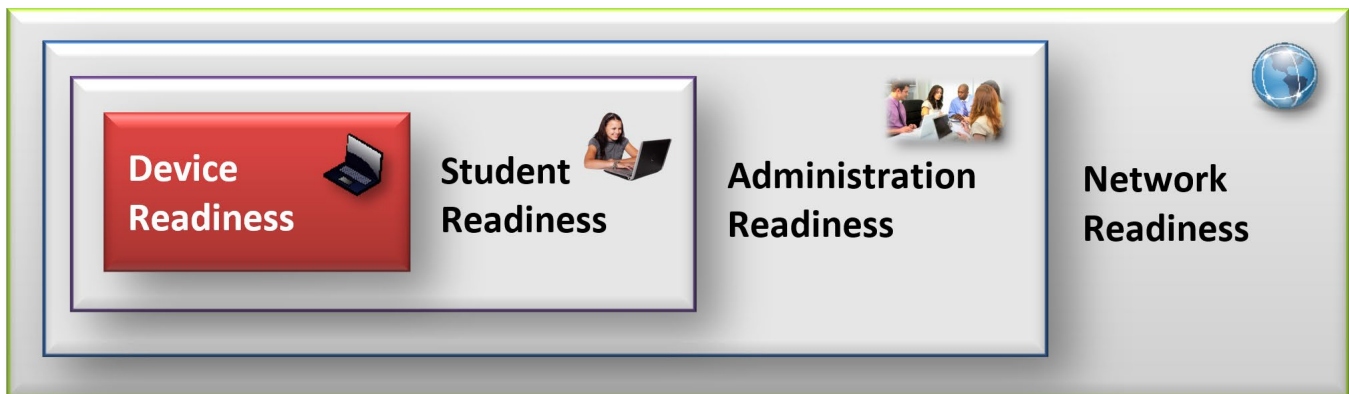 Device
Readiness
Student
Readiness
Administration
Readiness
Network
Readiness